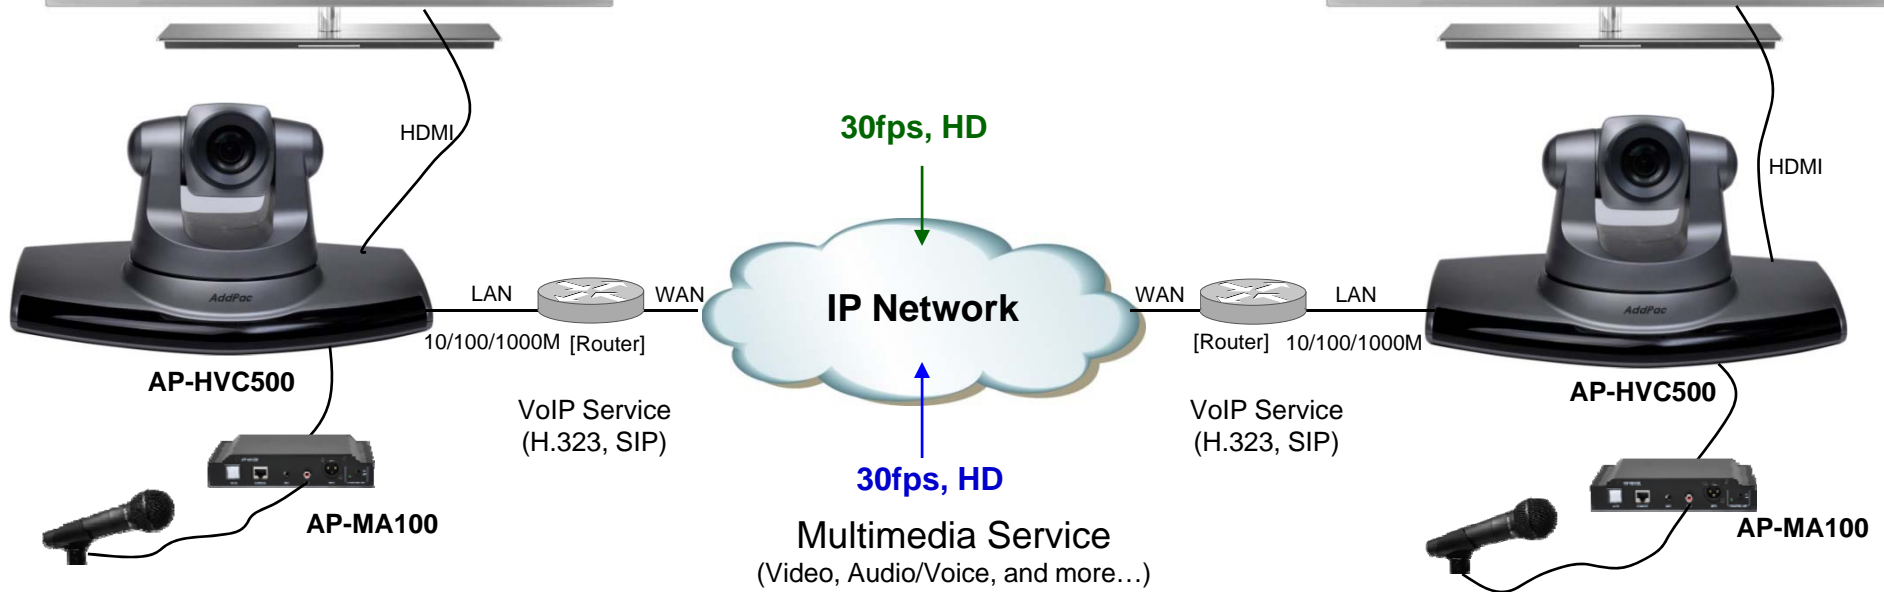 HDMI
30fps, HD
HDMI
AddPac
LAN
WAN
IP Network
WAN
LAN
AddPac
10/100/1000M
[Router]
[Router]
10/100/1000M
AP-HVC500
AP-HVC500
VoIP Service
(H.323, SIP)
VoIP Service
(H.323, SIP)
30fps, HD
AP-MA100
AP-MA100
Multimedia Service
(Video, Audio/Voice, and more…)